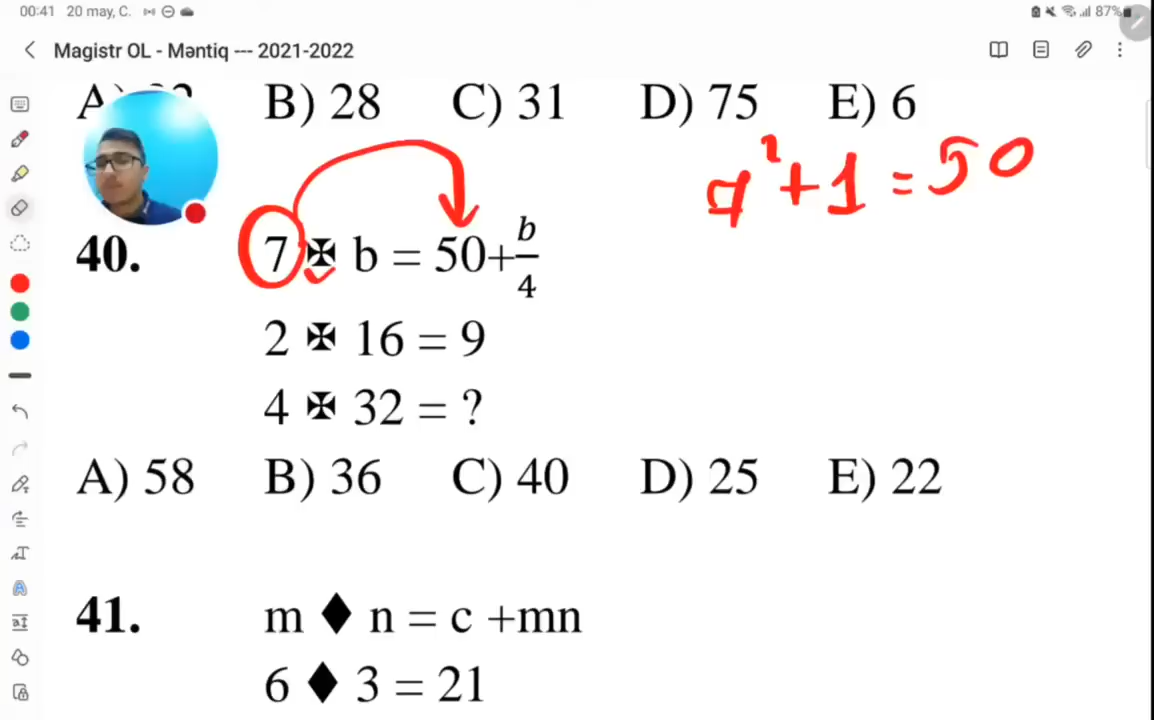 00:41 20 may, C. 87%
Magistr OL - Məntiq --- 2021-2022
A) B) 28 C) 31 D) 75 E) 6
7² + 1 = 50
40. 7 ✠ b = 50+b/4
2 ✠ 16 = 9
4 ✠ 32 = ?
A) 58 B) 36 C) 40 D) 25 E) 22
41. m ♦ n = c +mn
6 ♦ 3 = 21